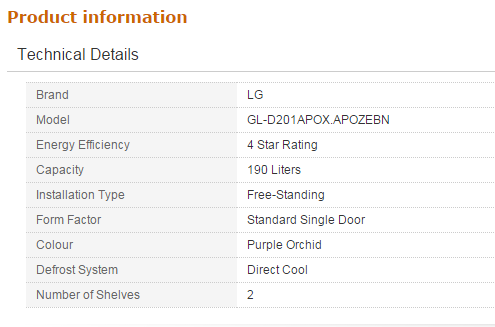 Product information
Technical Details
Brand LG
Model GL-D201APOX.APOZEBN
Energy Efficiency 4 Star Rating
Capacity 190 Liters
Installation Type Free-Standing
Form Factor Standard Single Door
Colour Purple Orchid
Defrost System Direct Cool
Number of Shelves 2